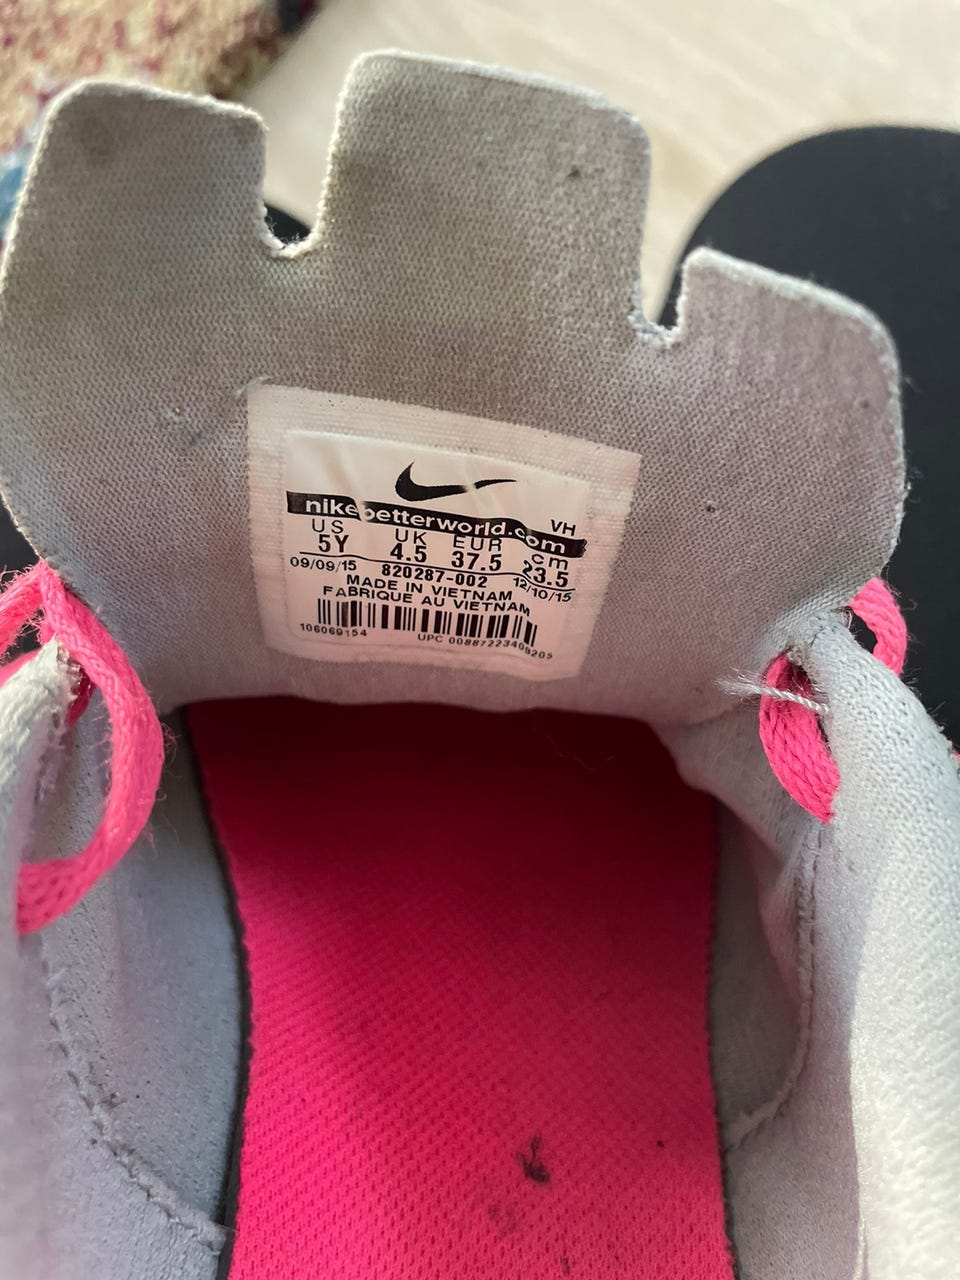 nikebetterworld.com
VH
US UK EUR cm
5Y 4.5 37.5 23.5
09/09/15 820287-002 12/10/15
MADE IN VIETNAM
FABRIQUE AU VIETNAM
106069154 UPC 00887223409205